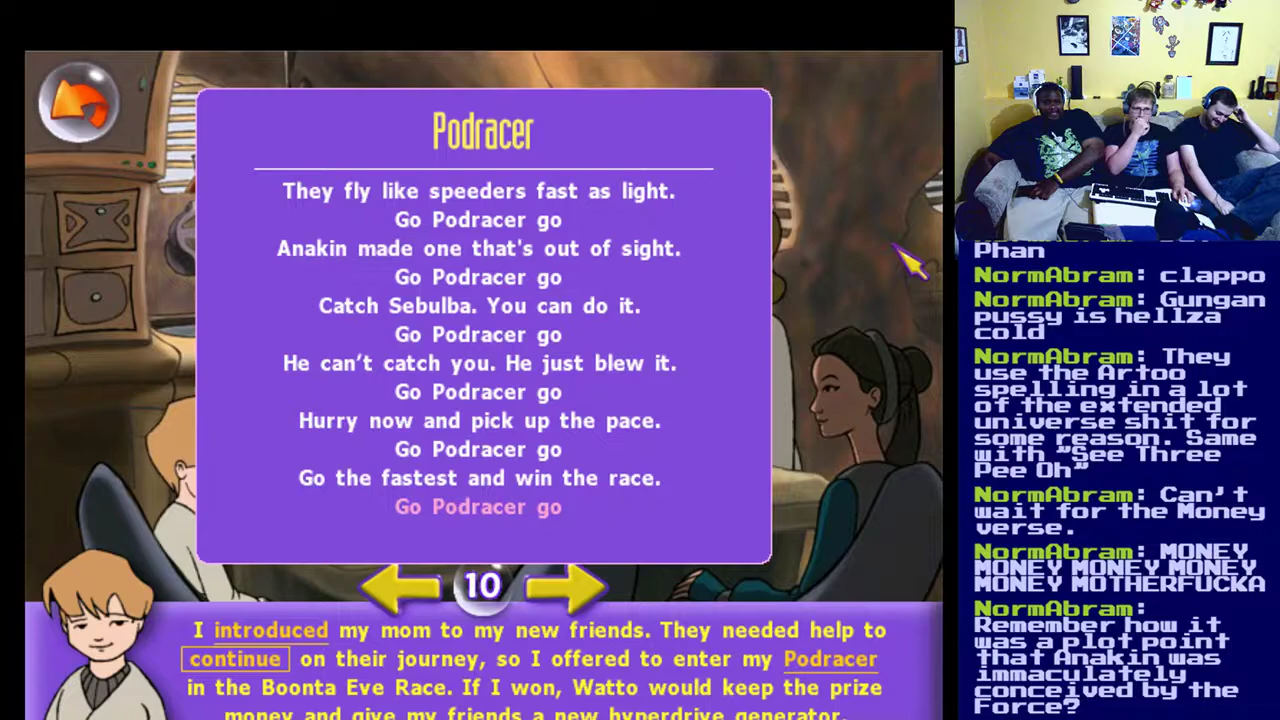 Podracer
They fly like speeders fast as light.
Go Podracer go
Anakin made one that's out of sight.
Go Podracer go
Catch Sebulba. You can do it.
Go Podracer go
He can't catch you. He just blew it.
Go Podracer go
Hurry now and pick up the pace.
Go Podracer go
Go the fastest and win the race.
Go Podracer go
10
I introduced my mom to my new friends. They needed help to
continue on their journey, so I offered to enter my Podracer
in the Boonta Eve Race. If I won, Watto would keep the prize
money and give my friends a new hyperdrive generator.
Phan
NormAbram: clappo
NormAbram: Gungan
pussy is hellza
cold
NormAbram: They
use the Artoo
spelling in a lot
of the extended
universe shit for
some reason. Same
with "See Three
Pee Oh"
NormAbram: Can't
wait for the Money
verse.
NormAbram: MONEY
MONEY MONEY MONEY
MONEY MOTHERFUCKA
NormAbram:
Remember how it
was a plot point
that Anakin was
immaculately
conceived by the
Force?